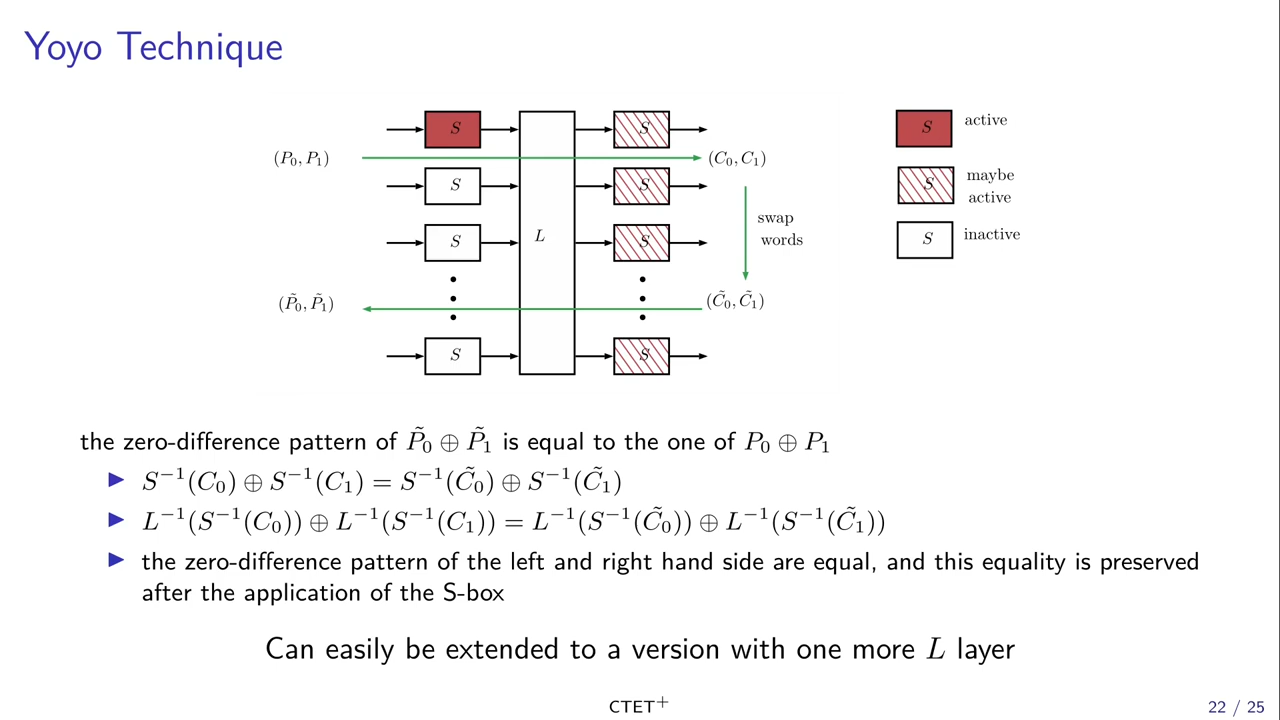 Yoyo Technique
S
S
active
(P₀, P₁)
(C₀, C₁)
S
S
S
maybe
active
swap
words
S
S
L
S
inactive
(P̃₀, P̃₁)
(C̃₀, C̃₁)
S
S
the zero-difference pattern of P̃₀ ⊕ P̃₁ is equal to the one of P₀ ⊕ P₁
▶ S⁻¹(C₀) ⊕ S⁻¹(C₁) = S⁻¹(C̃₀) ⊕ S⁻¹(C̃₁)
▶ L⁻¹(S⁻¹(C₀)) ⊕ L⁻¹(S⁻¹(C₁)) = L⁻¹(S⁻¹(C̃₀)) ⊕ L⁻¹(S⁻¹(C̃₁))
▶ the zero-difference pattern of the left and right hand side are equal, and this equality is preserved
after the application of the S-box
Can easily be extended to a version with one more L layer
CTET⁺
22 / 25